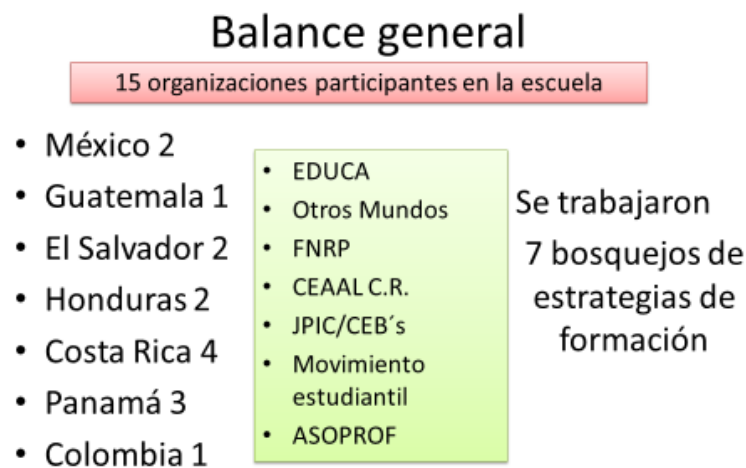 Balance general
15 organizaciones participantes en la escuela
• México 2
• Guatemala 1
• El Salvador 2
• Honduras 2
• Costa Rica 4
• Panamá 3
• Colombia 1
• EDUCA
• Otros Mundos
• FNRP
• CEAAL C.R.
• JPIC/CEB´s
• Movimiento
estudiantil
• ASOPROF
Se trabajaron
7 bosquejos de
estrategias de
formación